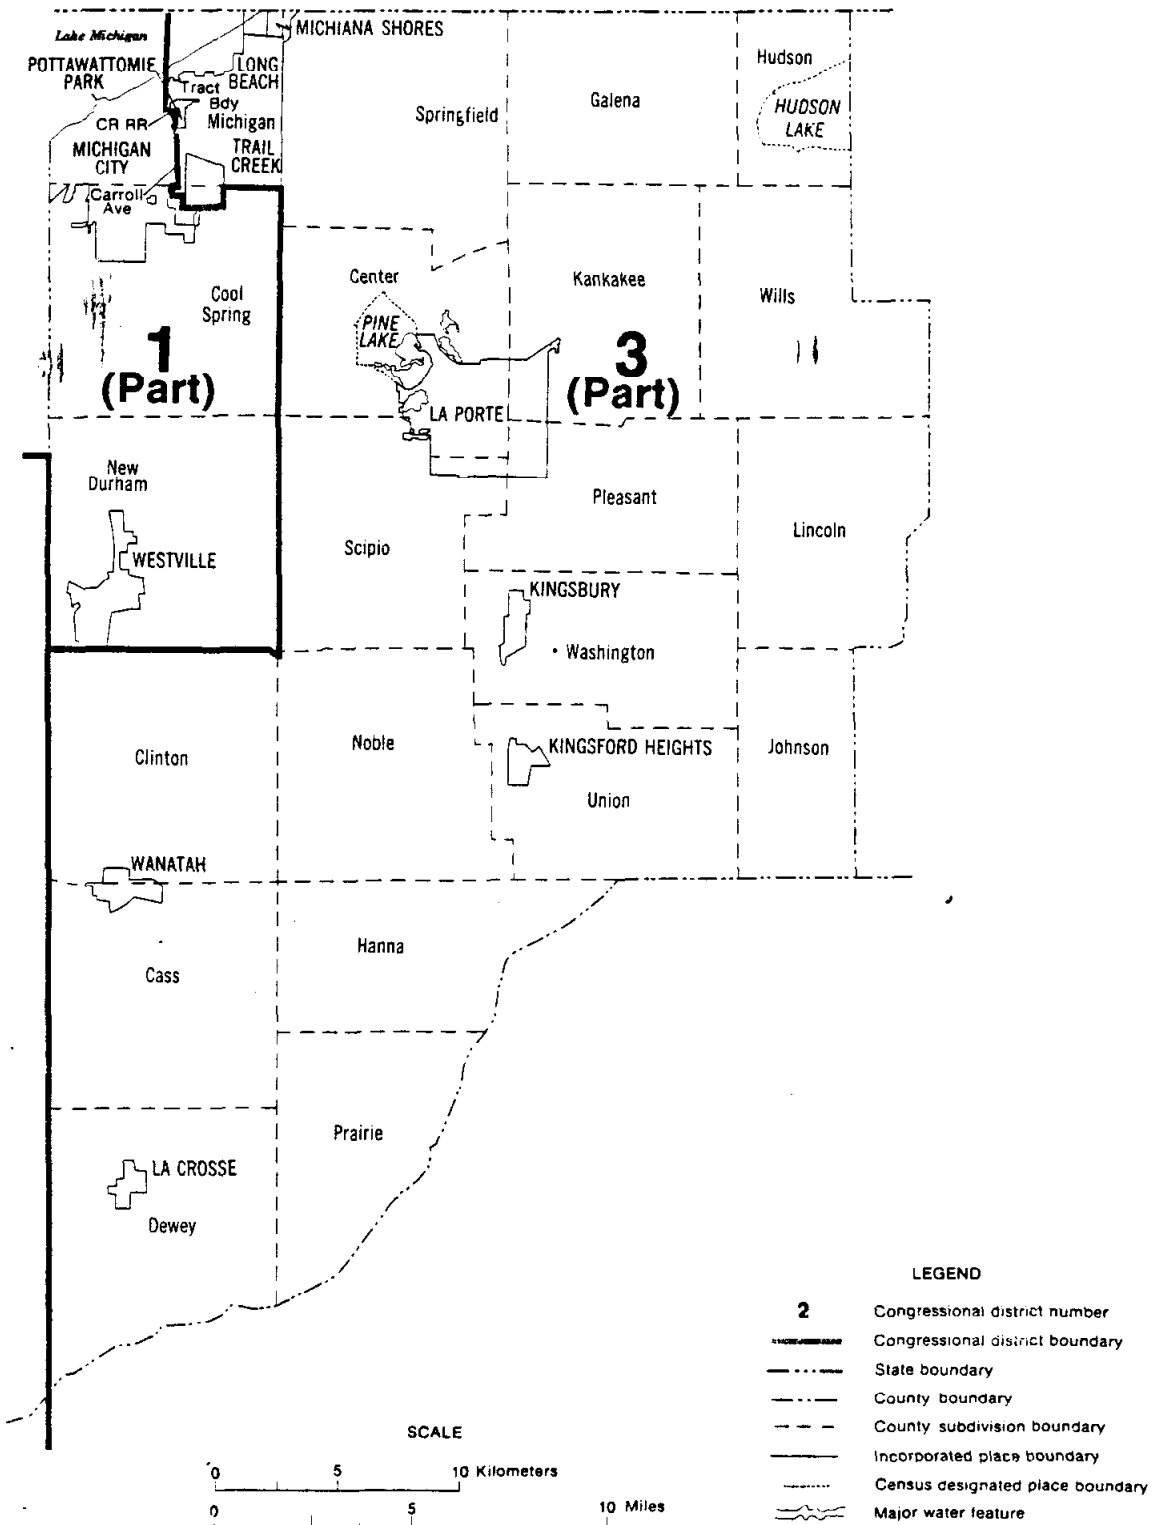 Lake Michigan
MICHIANA SHORES
POTTAWATTOMIE
PARK
LONG
BEACH
Tract
Bdy
Michigan
CR RR
MICHIGAN
CITY
TRAIL
CREEK
Carroll
Ave
Springfield
Galena
Hudson
HUDSON
LAKE
Cool
Spring
Center
PINE
LAKE
Kankakee
Wills
1
(Part)
3
(Part)
LA PORTE
New
Durham
WESTVILLE
Scipio
Pleasant
Lincoln
KINGSBURY
Washington
Clinton
Noble
KINGSFORD HEIGHTS
Union
Johnson
WANATAH
Cass
Hanna
Prairie
LA CROSSE
Dewey
LEGEND
2 Congressional district number
Congressional district boundary
State boundary
County boundary
County subdivision boundary
Incorporated place boundary
Census designated place boundary
Major water feature
SCALE
0 5 10 Kilometers
0 5 10 Miles